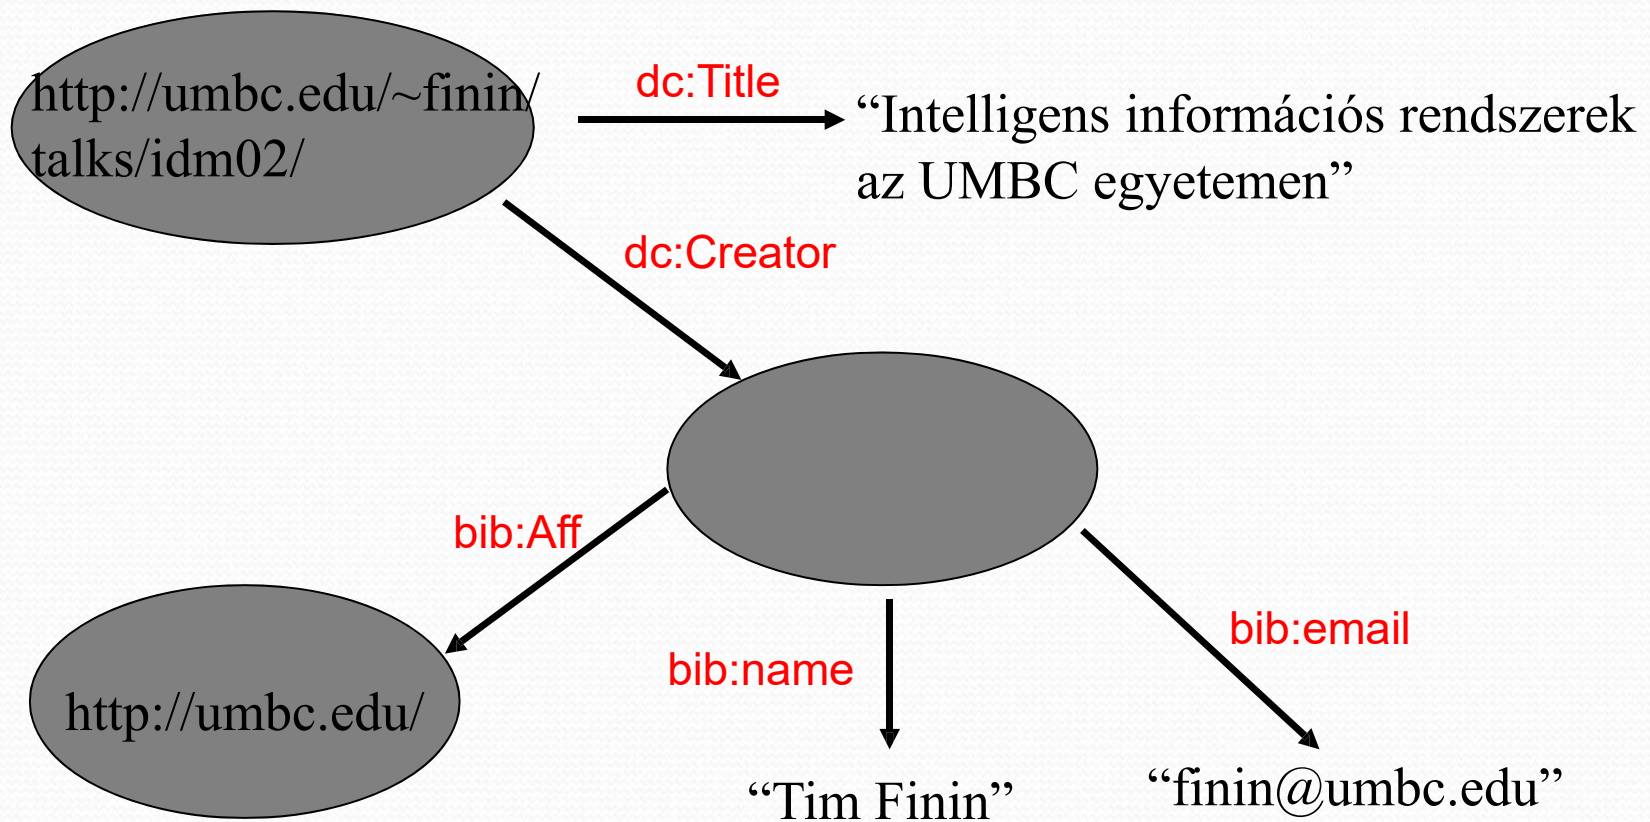 http://umbc.edu/~finin/
talks/idm02/
dc:Title
“Intelligens információs rendszerek
az UMBC egyetemen”
dc:Creator
bib:Aff
http://umbc.edu/
bib:name
“Tim Finin”
bib:email
“finin@umbc.edu”